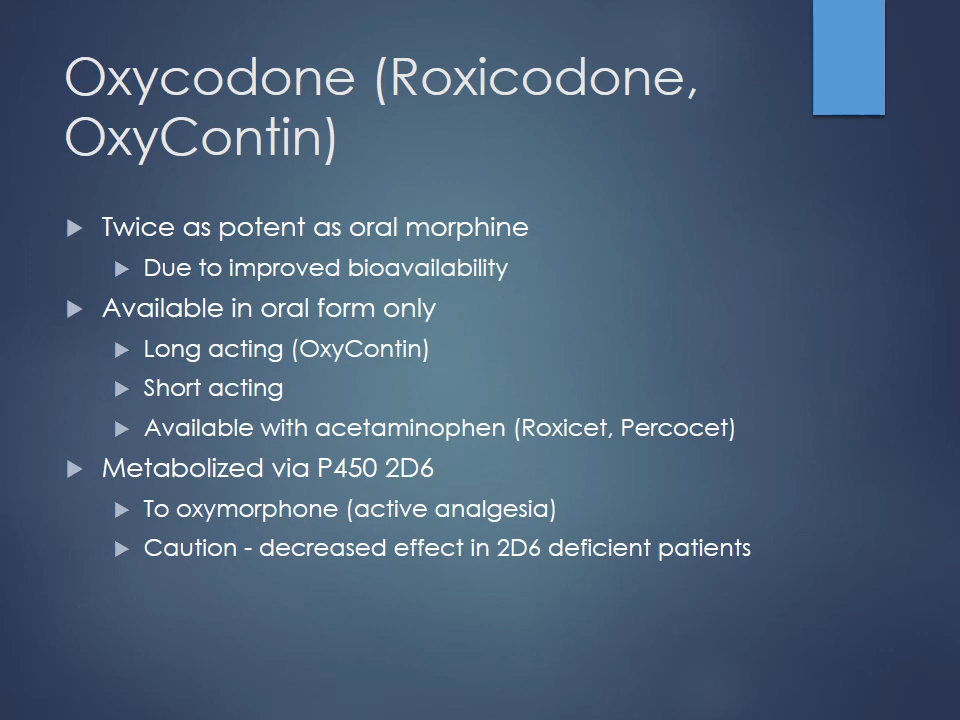 Oxycodone (Roxicodone,
OxyContin)
Twice as potent as oral morphine
Due to improved bioavailability
Available in oral form only
Long acting (OxyContin)
Short acting
Available with acetaminophen (Roxicet, Percocet)
Metabolized via P450 2D6
To oxymorphone (active analgesia)
Caution - decreased effect in 2D6 deficient patients